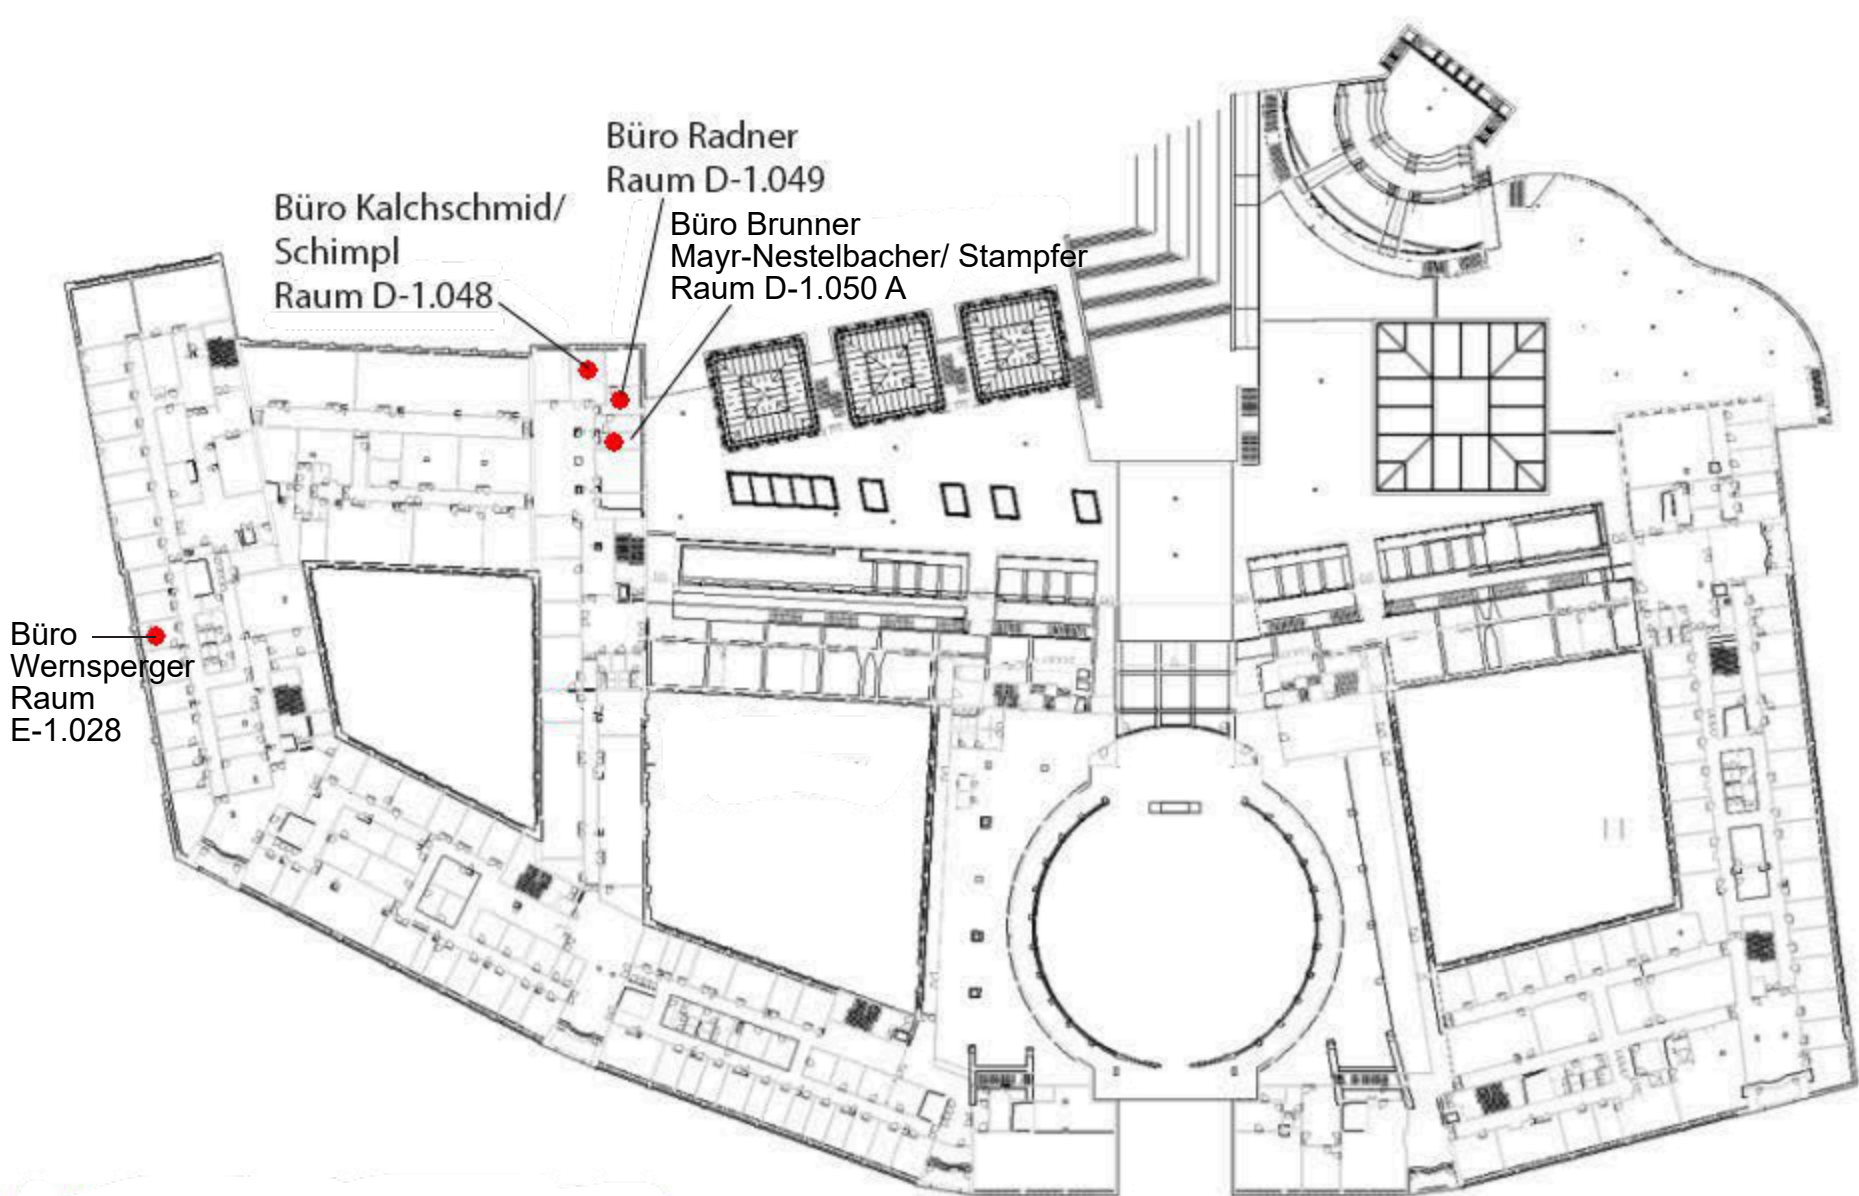 Büro Radner
Raum D-1.049
Büro Kalchschmid/
Schimpl
Raum D-1.048
Büro Brunner
Mayr-Nestelbacher/ Stampfer
Raum D-1.050 A
Büro
Wernsperger
Raum
E-1.028